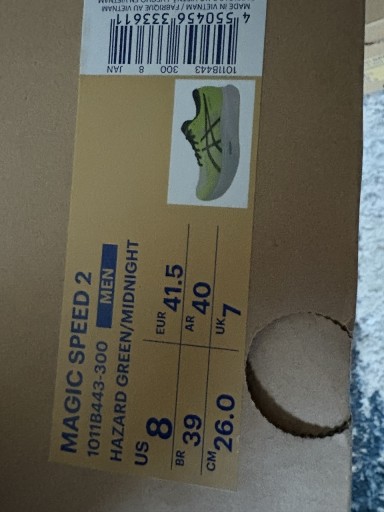 MAGIC SPEED 2
1011B443-300 MEN
HAZARD GREEN/MIDNIGHT
US 8
EUR 41.5
BR 39
AR 40
CM 26.0
UK 7
1011B443 300 8 JAN
4 550456 333611
MADE IN VIETNAM / FABRIQUÉ AU VIETNAM